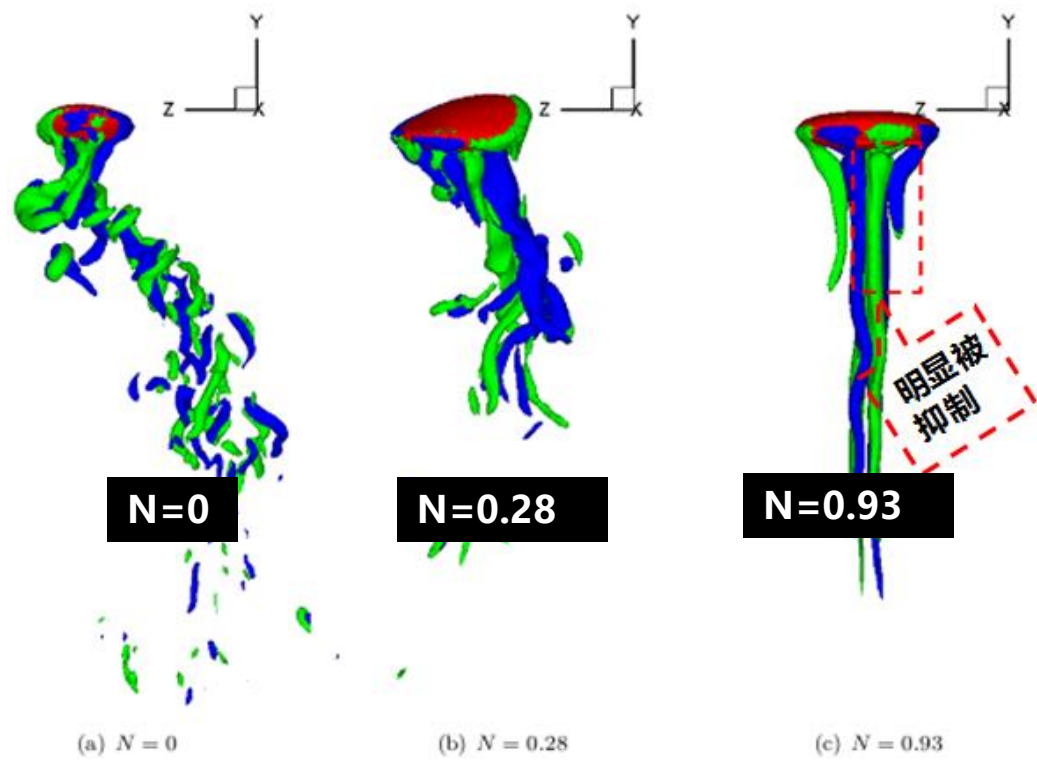 Y
Z
X
Y
Z
X
Y
Z
X
明显被
抑制
N=0
N=0.28
N=0.93
(a) N = 0
(b) N = 0.28
(c) N = 0.93